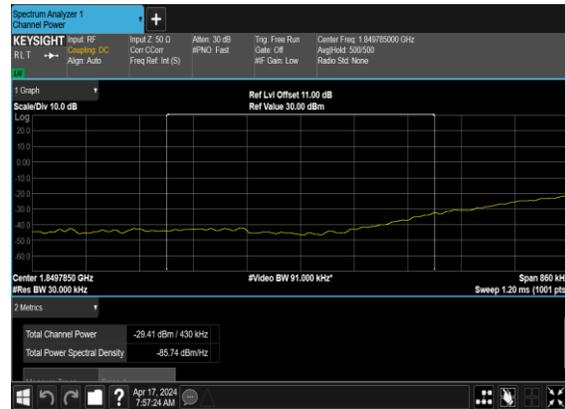 Spectrum Analyzer 1
Channel Power
+
KEYSIGHT Input: RF Input Z: 50 Ω Atten: 30 dB Trig: Free Run Center Freq: 1.849785000 GHz
RLT Coupling: DC Corr CCorr #PNO: Fast Gate: Off Avg|Hold: 500/500
Align: Auto Freq Ref: Int (S) #IF Gain: Low Radio Std: None
1 Graph Ref Lvl Offset 11.00 dB
Scale/Div 10.0 dB Ref Value 30.00 dBm
Log
20.0
10.0
0.00
-10.0
-20.0
-30.0
-40.0
-50.0
-60.0
Center 1.8497850 GHz #Video BW 91.000 kHz* Span 860 kH
#Res BW 30.000 kHz Sweep 1.20 ms (1001 pts
2 Metrics
Total Channel Power -29.41 dBm / 430 kHz
Total Power Spectral Density -85.74 dBm/Hz
? Apr 17, 2024
7:57:24 AM